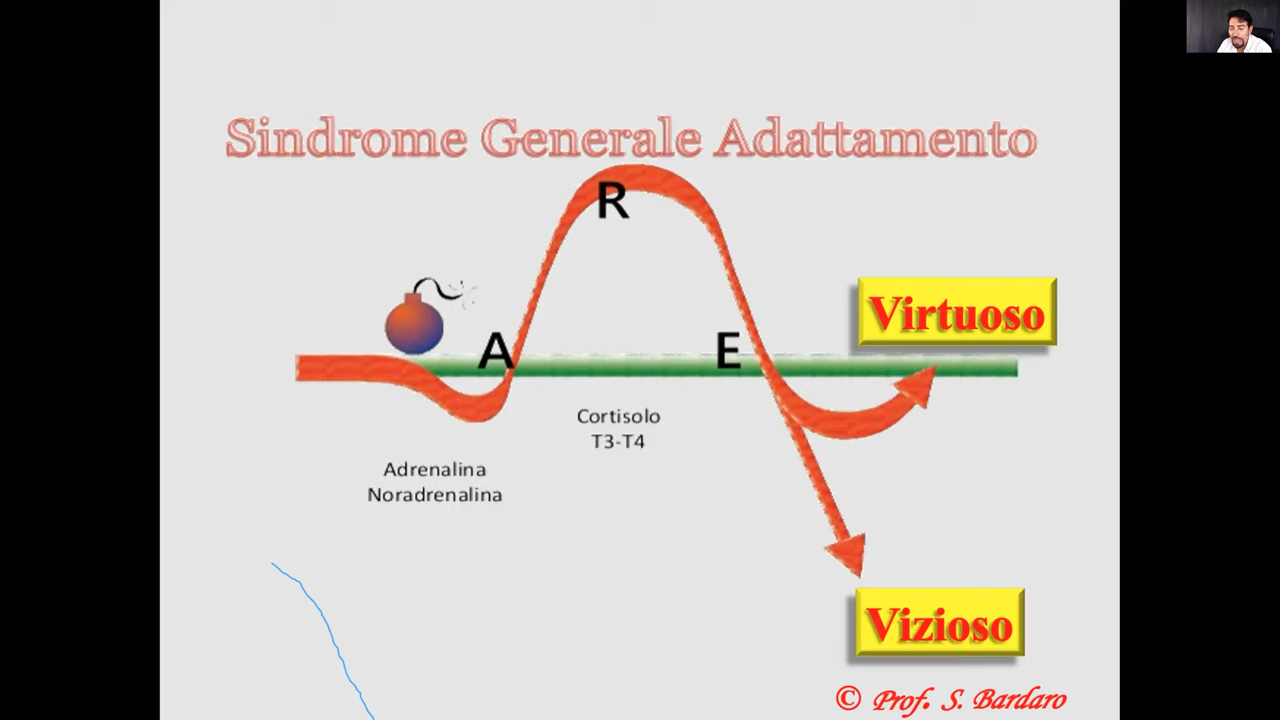 Sindrome Generale Adattamento
R
Virtuoso
A
E
Cortisolo
T3-T4
Adrenalina
Noradrenalina
Vizioso
© Prof. S. Bardaro